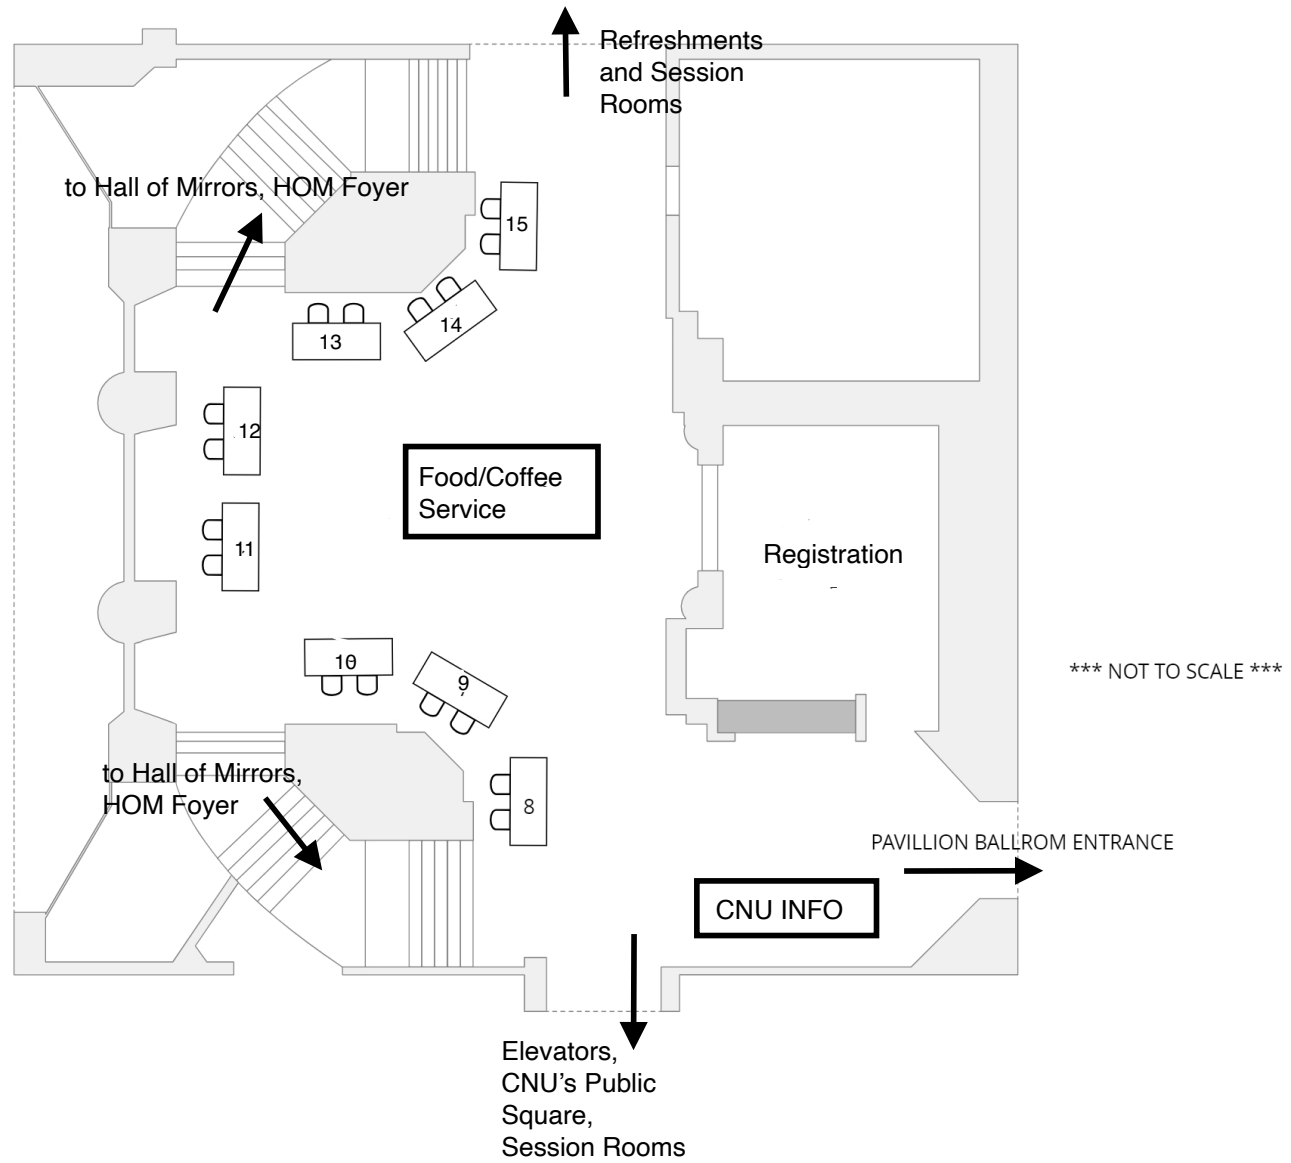 Refreshments
and Session
Rooms
to Hall of Mirrors, HOM Foyer
15
14
13
12
Food/Coffee
Service
11
Registration
10
9
*** NOT TO SCALE ***
to Hall of Mirrors,
HOM Foyer
8
PAVILLION BALLROM ENTRANCE
CNU INFO
Elevators,
CNU's Public
Square,
Session Rooms